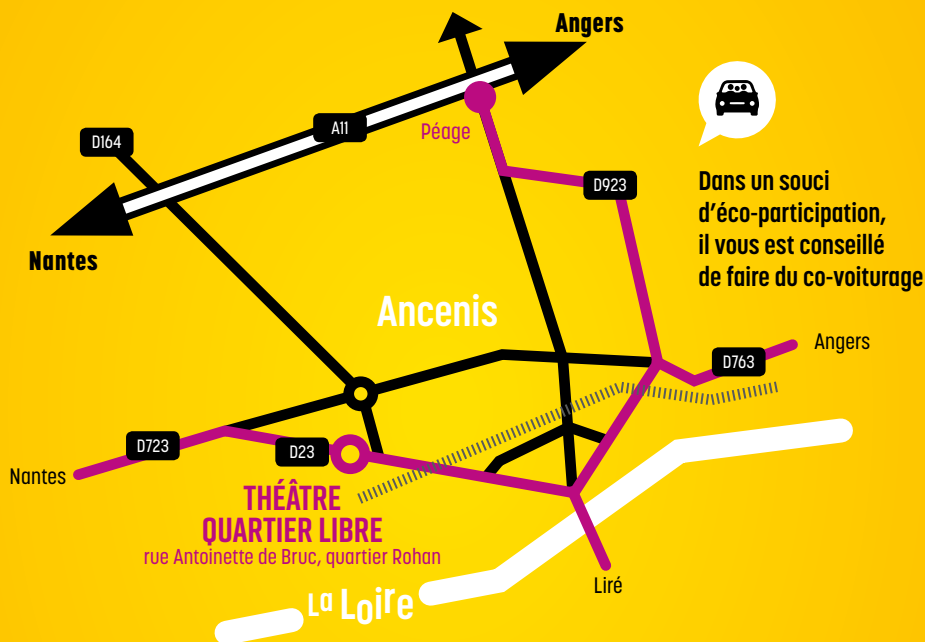 Angers
A11
D164
Péage
D923
Dans un souci
d'éco-participation,
il vous est conseillé
de faire du co-voiturage
Nantes
Ancenis
Angers
D763
D723
D23
Nantes
THÉÂTRE
QUARTIER LIBRE
rue Antoinette de Bruc, quartier Rohan
Liré
La Loire